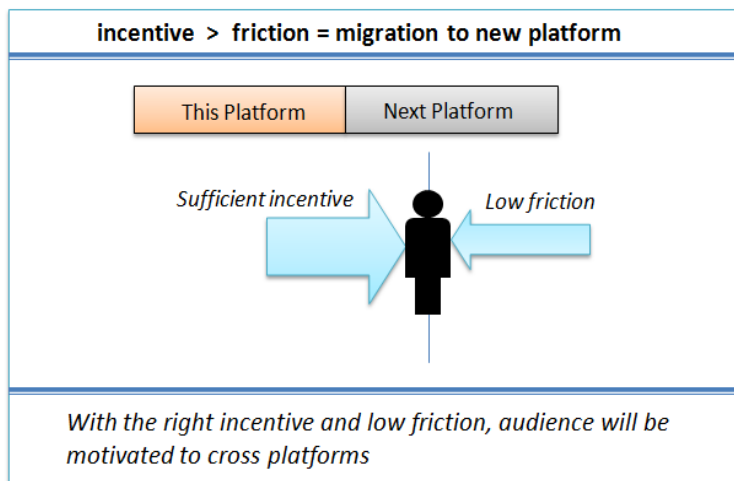 incentive > friction = migration to new platform
This Platform
Next Platform
Sufficient incentive
Low friction
With the right incentive and low friction, audience will be
motivated to cross platforms